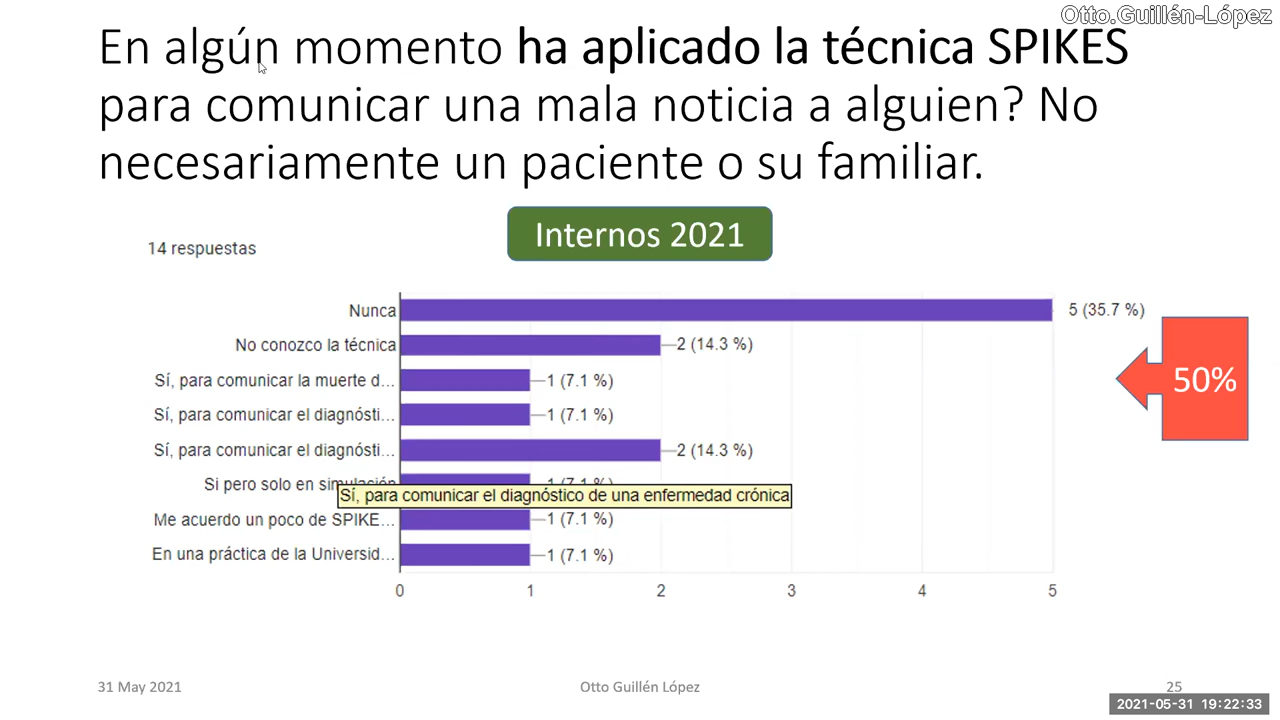 Otto.Guillén-López
En algún momento ha aplicado la técnica SPIKES
para comunicar una mala noticia a alguien? No
necesariamente un paciente o su familiar.
Internos 2021
14 respuestas
Nunca 5 (35.7 %)
No conozco la técnica 2 (14.3 %)
Sí, para comunicar la muerte d... 1 (7.1 %)
50%
Sí, para comunicar el diagnósti... 1 (7.1 %)
Sí, para comunicar el diagnósti... 2 (14.3 %)
Si pero solo en simulación 1 (7.1 %)
Sí, para comunicar el diagnóstico de una enfermedad crónica
Me acuerdo un poco de SPIKE... 1 (7.1 %)
En una práctica de la Universid... 1 (7.1 %)
0 1 2 3 4 5
31 May 2021 Otto Guillén López 25
2021-05-31 19:22:33